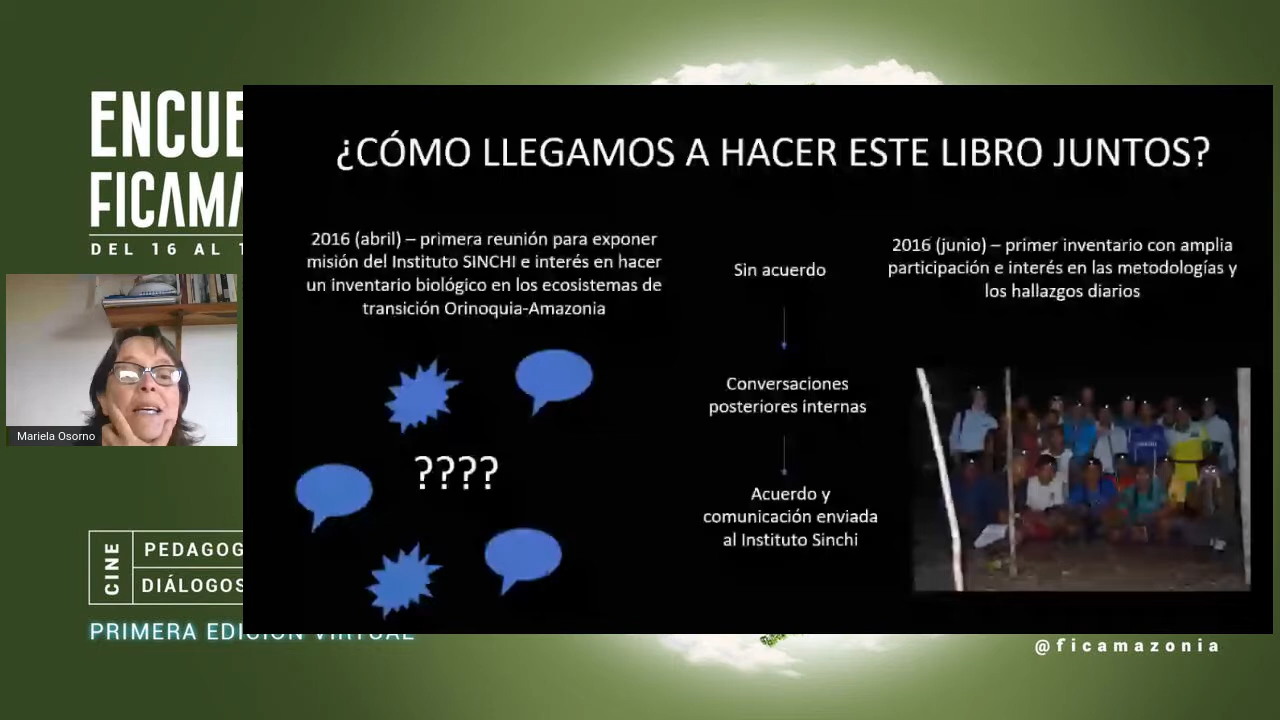 ENCUE
FICAMA
DEL 16 AL 1
¿CÓMO LLEGAMOS A HACER ESTE LIBRO JUNTOS?
2016 (abril) – primera reunión para exponer
misión del Instituto SINCHI e interés en hacer
un inventario biológico en los ecosistemas de
transición Orinoquia-Amazonia
????
Sin acuerdo
Conversaciones
posteriores internas
Acuerdo y
comunicación enviada
al Instituto Sinchi
2016 (junio) – primer inventario con amplia
participación e interés en las metodologías y
los hallazgos diarios
Mariela Osorno
CINE
PEDAGOG
DIÁLOGOS
PRIMERA EDICIÓN VIRTUAL
@ficamazonia